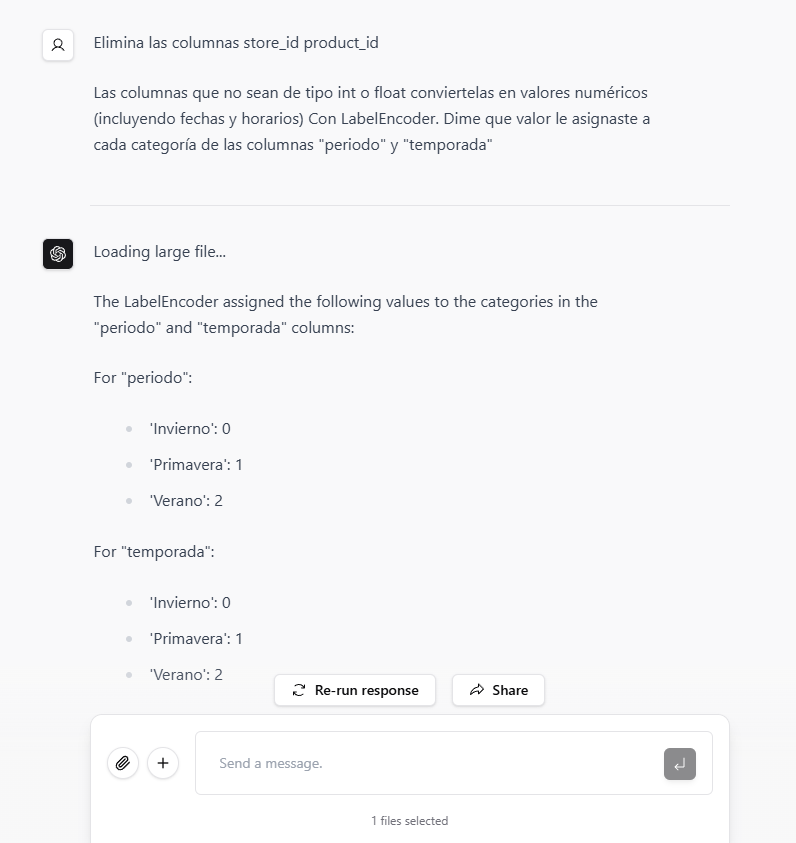 Elimina las columnas store_id product_id
Las columnas que no sean de tipo int o float conviertelas en valores numéricos
(incluyendo fechas y horarios) Con LabelEncoder. Dime que valor le asignaste a
cada categoría de las columnas "periodo" y "temporada"
Loading large file...
The LabelEncoder assigned the following values to the categories in the
"periodo" and "temporada" columns:
For "periodo":
'Invierno': 0
'Primavera': 1
'Verano': 2
For "temporada":
'Invierno': 0
'Primavera': 1
'Verano': 2
Re-run response
Share
Send a message.
1 files selected